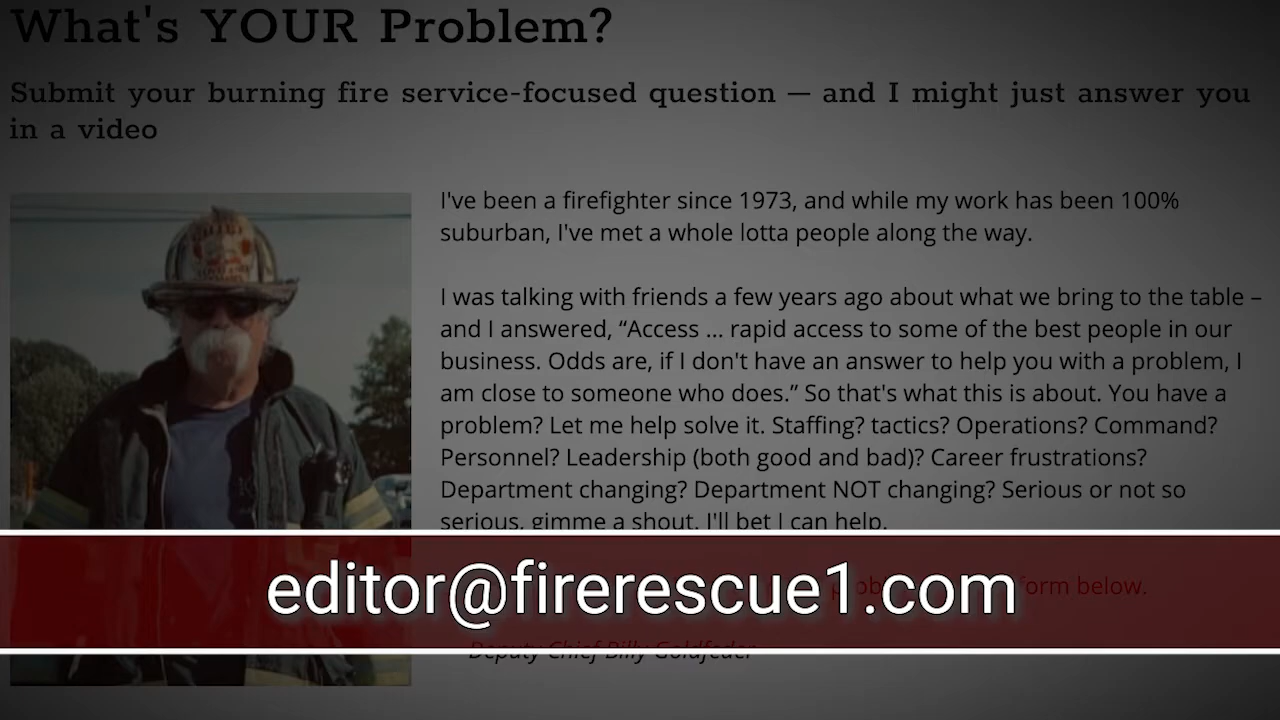 What's YOUR Problem?
Submit your burning fire service-focused question — and I might just answer you
in a video
I've been a firefighter since 1973, and while my work has been 100%
suburban, I've met a whole lotta people along the way.
I was talking with friends a few years ago about what we bring to the table –
and I answered, “Access ... rapid access to some of the best people in our
business. Odds are, if I don't have an answer to help you with a problem, I
am close to someone who does.” So that's what this is about. You have a
problem? Let me help solve it. Staffing? tactics? Operations? Command?
Personnel? Leadership (both good and bad)? Career frustrations?
Department changing? Department NOT changing? Serious or not so
serious, gimme a shout. I'll bet I can help.
form below.
editor@firerescue1.com
Deputy Chief Billy Goldfeder